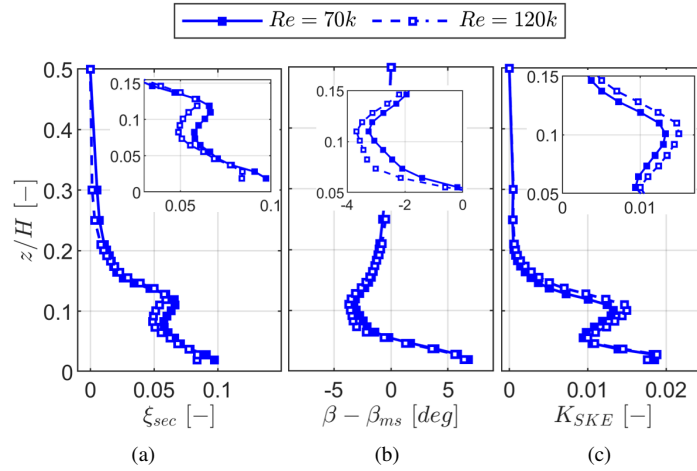 Re = 70k Re = 120k
0.5
0.4
0.3
0.2
0.1
0
z/H [−]
0.15
0.1
0.05
0
0.05 0.1
0 0.05 0.1
ξsec [−]
(a)
0.15
0.1
0.05
-4 -2 0
-5 0 5
β − βms [deg]
(b)
0.15
0.1
0.05
0 0.01
0 0.01 0.02
KSKE [−]
(c)